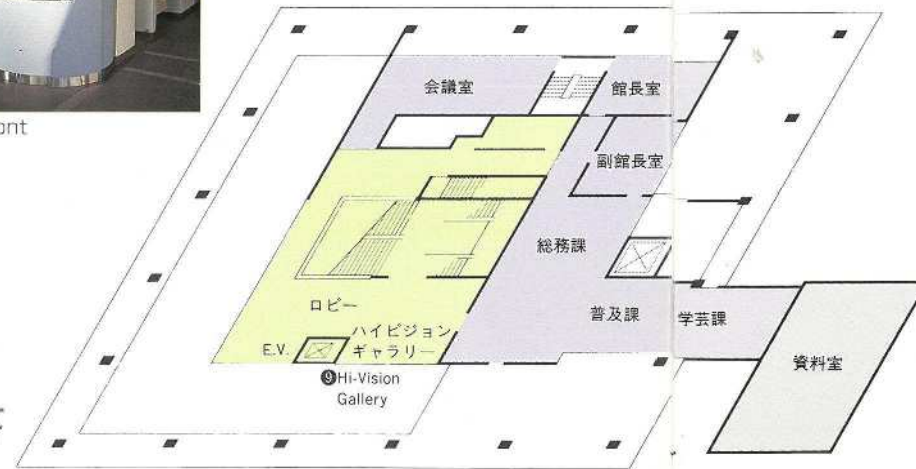 ont
会議室
館長室
副館長室
総務課
普及課
学芸課
資料室
ロビー
ハイビジョン
ギャラリー
E.V.
❾Hi-Vision
Gallery